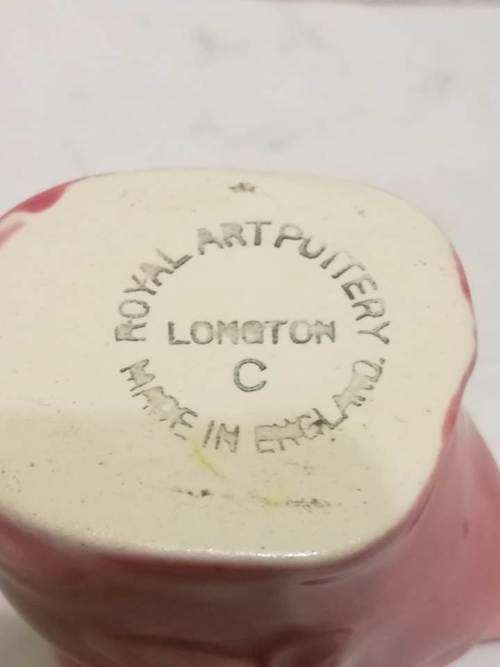 ROYAL ART POTTERY
LONGTON
C
MADE IN ENGLAND.